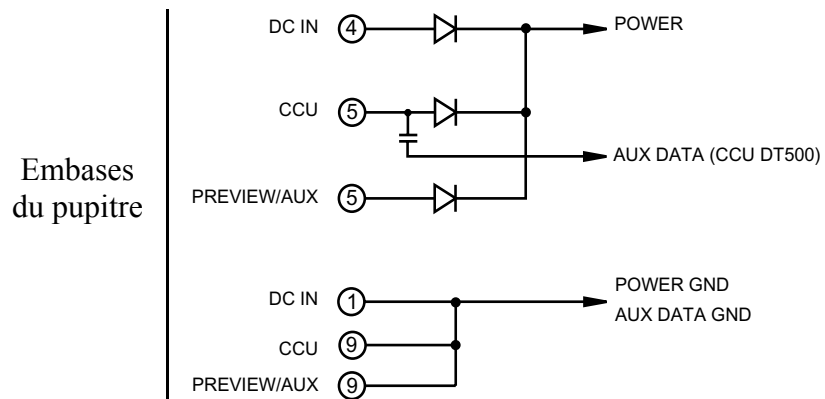 Embases
du pupitre
DC IN 4 POWER
CCU 5
AUX DATA (CCU DT500)
PREVIEW/AUX 5
DC IN 1 POWER GND
AUX DATA GND
CCU 9
PREVIEW/AUX 9